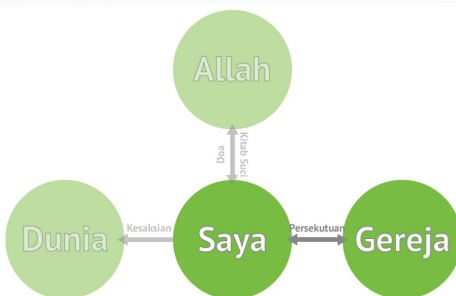 Allah
Doa
Kitab Suci
Dunia
Kesaksian
Saya
Persekutuan
Gereja